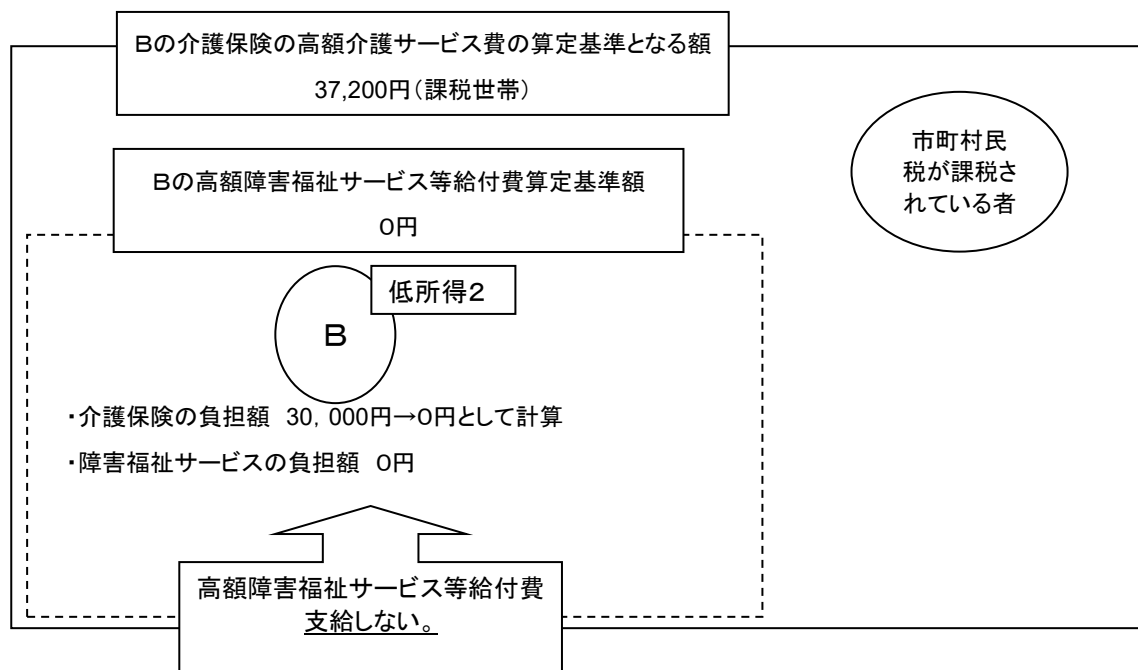 Bの介護保険の高額介護サービス費の算定基準となる額
37,200円（課税世帯）
市町村民
税が課税さ
れている者
Bの高額障害福祉サービス等給付費算定基準額
０円
低所得２
B
・介護保険の負担額 30，000円→０円として計算
・障害福祉サービスの負担額 ０円
高額障害福祉サービス等給付費
支給しない。